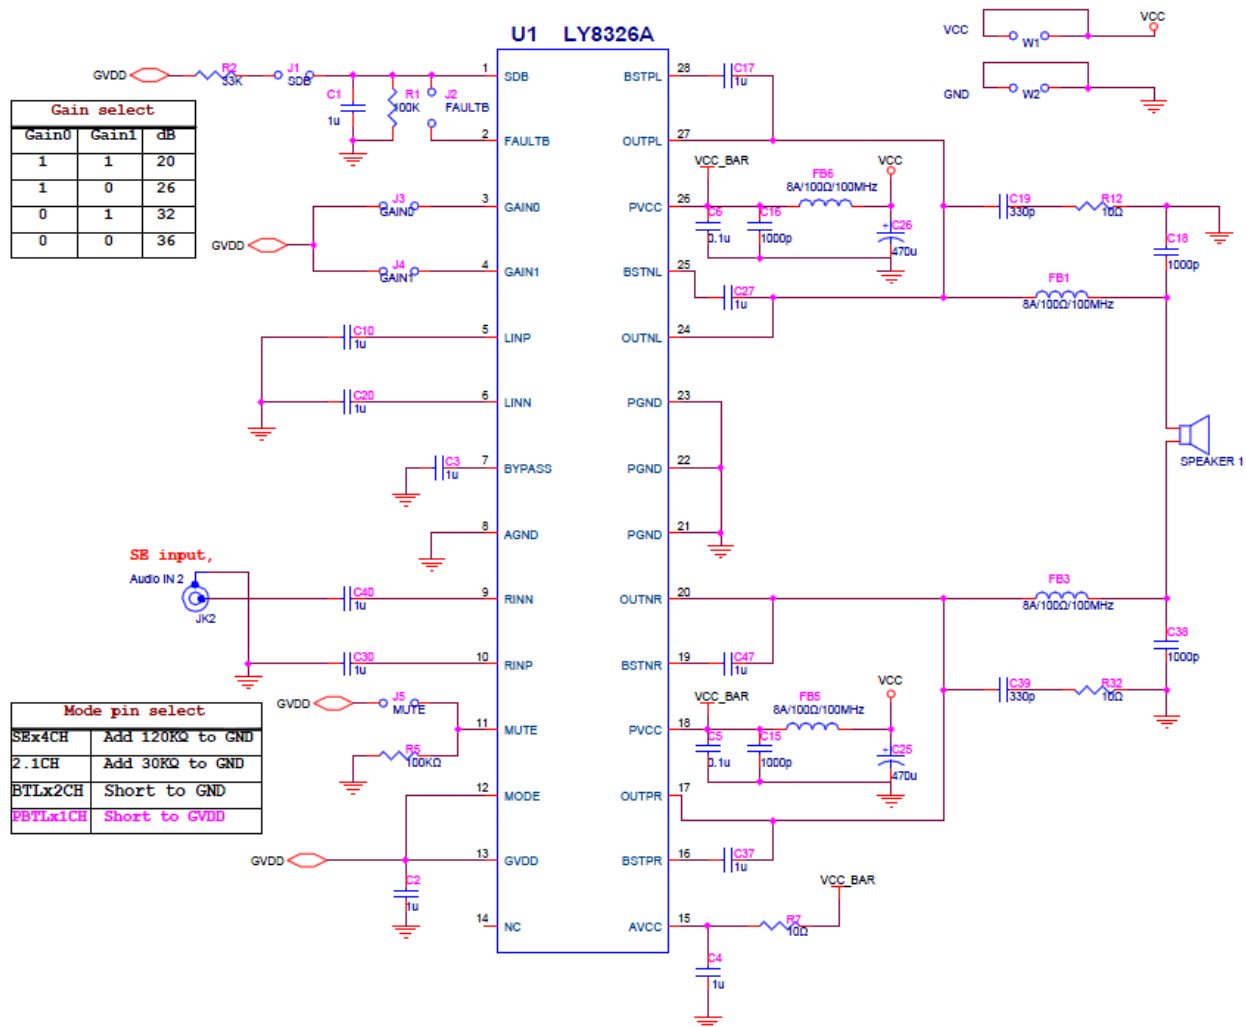 U1 LY8326A
VCC
W1
VCC
GND
W2
GVDD
R2
33K
J1
SDB
C1
1u
R1
100K
J2
FAULTB
Gain select
Gain0 Gain1 dB
1 1 20
1 0 26
0 1 32
0 0 36
J3
GAIN0
GVDD
J4
GAIN1
C10
1u
C20
1u
C3
1u
SE input,
Audio IN 2
JK2
C40
1u
C30
1u
GVDD
J5
MUTE
R5
100KΩ
Mode pin select
SEx4CH Add 120KΩ to GND
2.1CH Add 30KΩ to GND
BTLx2CH Short to GND
PBTLx1CH Short to GVDD
GVDD
C2
1u
1 SDB
2 FAULTB
3 GAIN0
4 GAIN1
5 LINP
6 LINN
7 BYPASS
8 AGND
9 RINN
10 RINP
11 MUTE
12 MODE
13 GVDD
14 NC
BSTPL 28
OUTPL 27
PVCC 26
BSTNL 25
OUTNL 24
PGND 23
PGND 22
PGND 21
OUTNR 20
BSTNR 19
PVCC 18
OUTPR 17
BSTPR 16
AVCC 15
C17
1u
VCC_BAR
FB6
8A/100Ω/100MHz
VCC
C6
0.1u
C16
1000p
C26
470u
C27
1u
C19
330p
R12
10Ω
C18
1000p
FB1
8A/100Ω/100MHz
SPEAKER 1
FB3
8A/100Ω/100MHz
C38
1000p
C39
330p
R32
10Ω
C47
1u
VCC_BAR
FB5
8A/100Ω/100MHz
VCC
C5
0.1u
C15
1000p
C25
470u
C37
1u
VCC_BAR
R7
10Ω
C4
1u